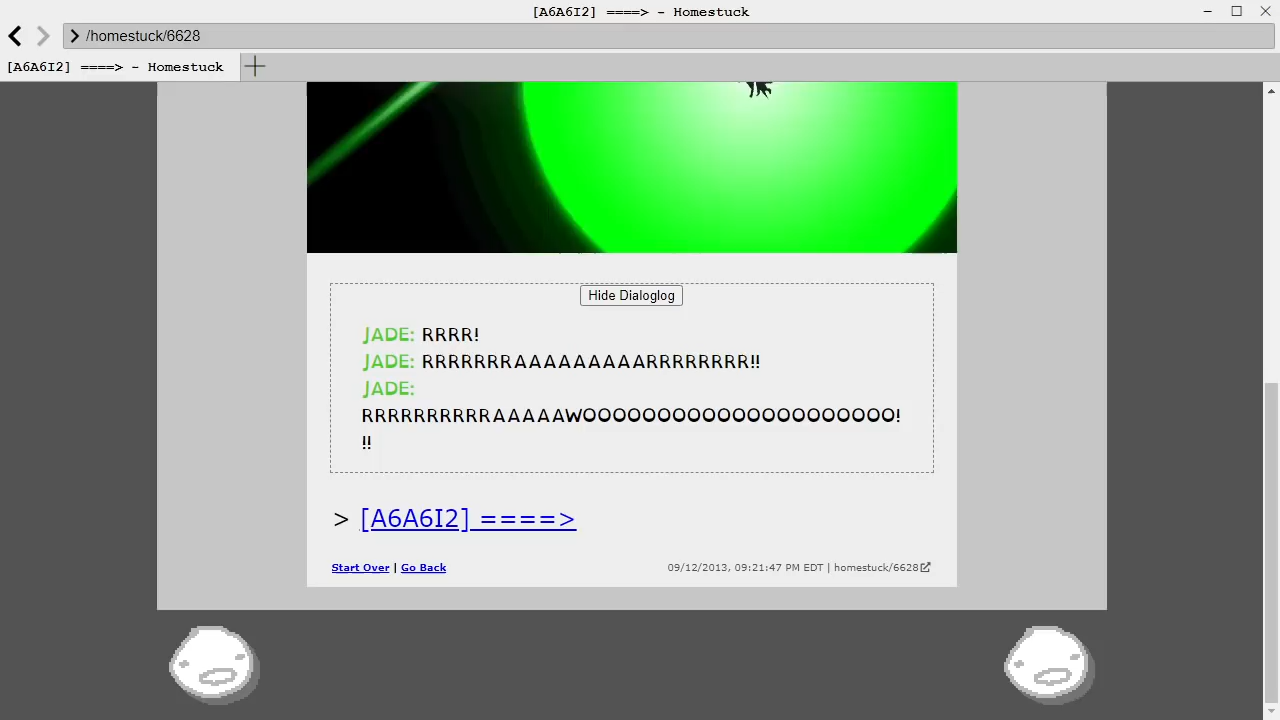 [A6A6I2] ====> - Homestuck
/homestuck/6628
[A6A6I2] ====> - Homestuck
Hide Dialoglog
JADE: RRRR!
JADE: RRRRRRRAAAAAAAAARRRRRRRR!!
JADE:
RRRRRRRRRRAAAAAWOOOOOOOOOOOOOOOOOOOOO!
!!
> [A6A6I2] ====>
Start Over | Go Back
09/12/2013, 09:21:47 PM EDT | homestuck/6628